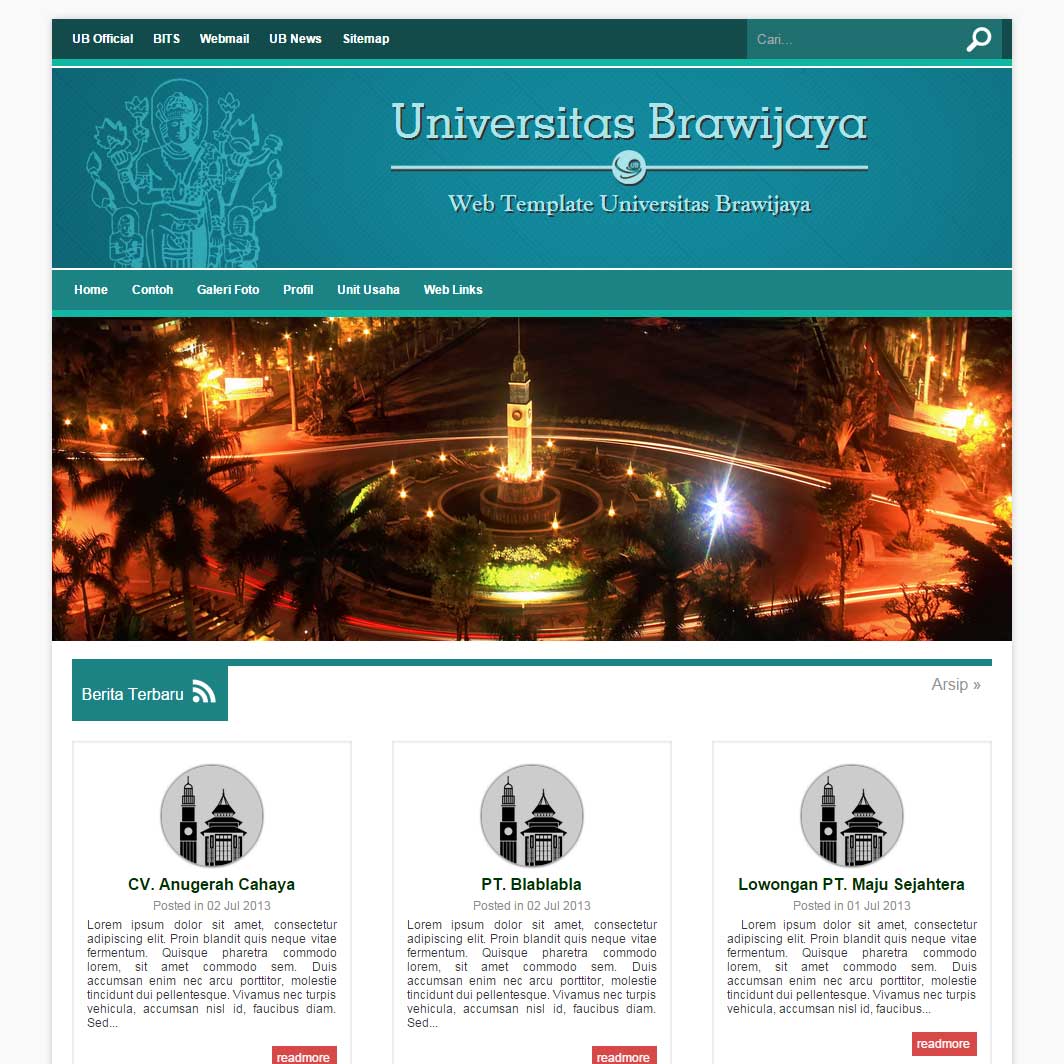 UB Official BITS Webmail UB News Sitemap Cari...
Universitas Brawijaya
Web Template Universitas Brawijaya
Home Contoh Galeri Foto Profil Unit Usaha Web Links
Berita Terbaru
Arsip »
CV. Anugerah Cahaya
Posted in 02 Jul 2013
Lorem ipsum dolor sit amet, consectetur
adipiscing elit. Proin blandit quis neque vitae
fermentum. Quisque pharetra commodo
lorem, sit amet commodo sem. Duis
accumsan enim nec arcu porttitor, molestie
tincidunt dui pellentesque. Vivamus nec turpis
vehicula, accumsan nisl id, faucibus diam.
Sed...
readmore
PT. Blablabla
Posted in 02 Jul 2013
Lorem ipsum dolor sit amet, consectetur
adipiscing elit. Proin blandit quis neque vitae
fermentum. Quisque pharetra commodo
lorem, sit amet commodo sem. Duis
accumsan enim nec arcu porttitor, molestie
tincidunt dui pellentesque. Vivamus nec turpis
vehicula, accumsan nisl id, faucibus diam.
Sed...
readmore
Lowongan PT. Maju Sejahtera
Posted in 01 Jul 2013
Lorem ipsum dolor sit amet, consectetur
adipiscing elit. Proin blandit quis neque vitae
fermentum. Quisque pharetra commodo
lorem, sit amet commodo sem. Duis
accumsan enim nec arcu porttitor, molestie
tincidunt dui pellentesque. Vivamus nec turpis
vehicula, accumsan nisl id, faucibus...
readmore